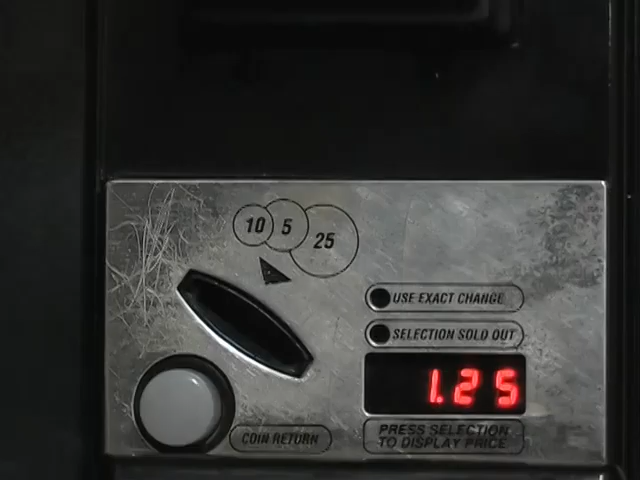 10 5 25
USE EXACT CHANGE
SELECTION SOLD OUT
1.25
COIN RETURN
PRESS SELECTION
TO DISPLAY PRICE